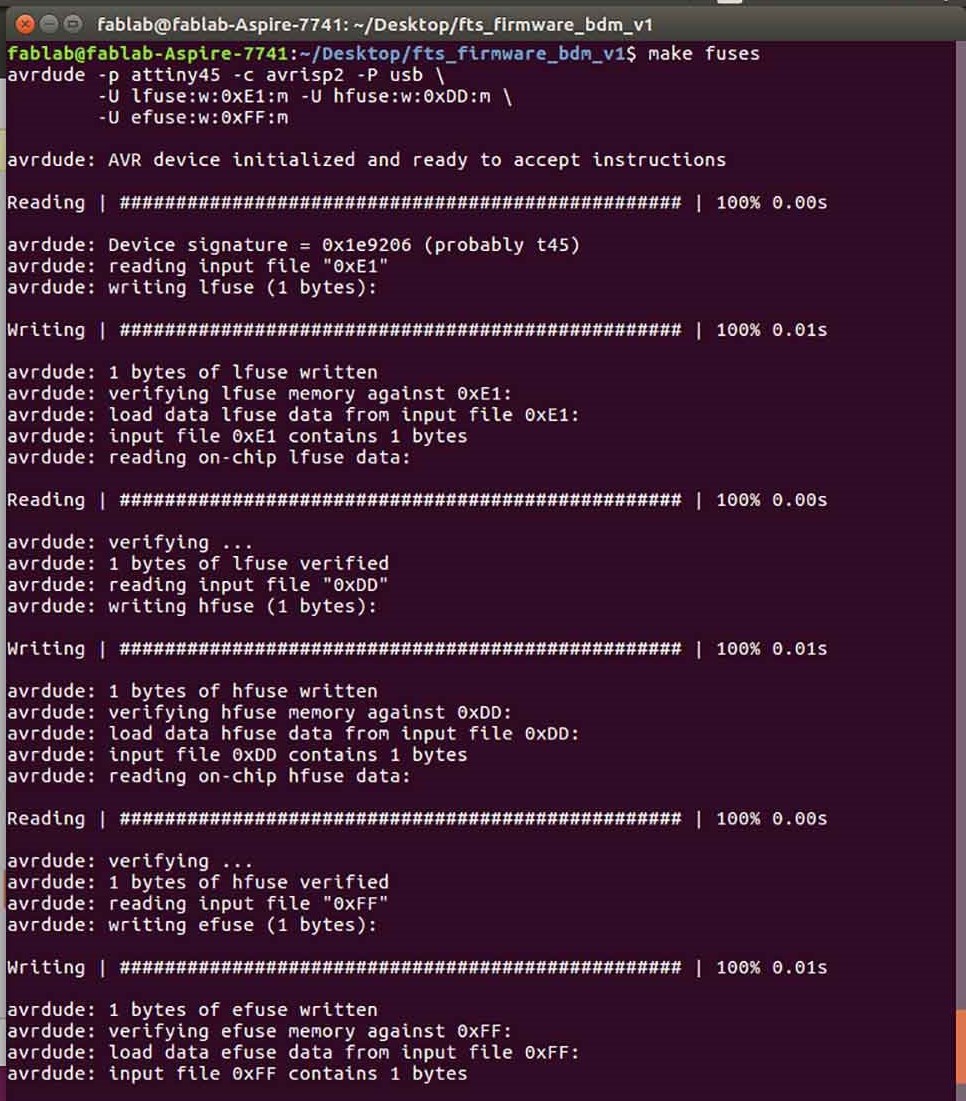 fablab@fablab-Aspire-7741: ~/Desktop/fts_firmware_bdm_v1
fablab@fablab-Aspire-7741:~/Desktop/fts_firmware_bdm_v1$ make fuses
avrdude -p attiny45 -c avrisp2 -P usb \
        -U lfuse:w:0xE1:m -U hfuse:w:0xDD:m \
        -U efuse:w:0xFF:m
avrdude: AVR device initialized and ready to accept instructions
Reading | ################################################## | 100% 0.00s
avrdude: Device signature = 0x1e9206 (probably t45)
avrdude: reading input file "0xE1"
avrdude: writing lfuse (1 bytes):
Writing | ################################################## | 100% 0.01s
avrdude: 1 bytes of lfuse written
avrdude: verifying lfuse memory against 0xE1:
avrdude: load data lfuse data from input file 0xE1:
avrdude: input file 0xE1 contains 1 bytes
avrdude: reading on-chip lfuse data:
Reading | ################################################## | 100% 0.00s
avrdude: verifying ...
avrdude: 1 bytes of lfuse verified
avrdude: reading input file "0xDD"
avrdude: writing hfuse (1 bytes):
Writing | ################################################## | 100% 0.01s
avrdude: 1 bytes of hfuse written
avrdude: verifying hfuse memory against 0xDD:
avrdude: load data hfuse data from input file 0xDD:
avrdude: input file 0xDD contains 1 bytes
avrdude: reading on-chip hfuse data:
Reading | ################################################## | 100% 0.00s
avrdude: verifying ...
avrdude: 1 bytes of hfuse verified
avrdude: reading input file "0xFF"
avrdude: writing efuse (1 bytes):
Writing | ################################################## | 100% 0.01s
avrdude: 1 bytes of efuse written
avrdude: verifying efuse memory against 0xFF:
avrdude: load data efuse data from input file 0xFF:
avrdude: input file 0xFF contains 1 bytes